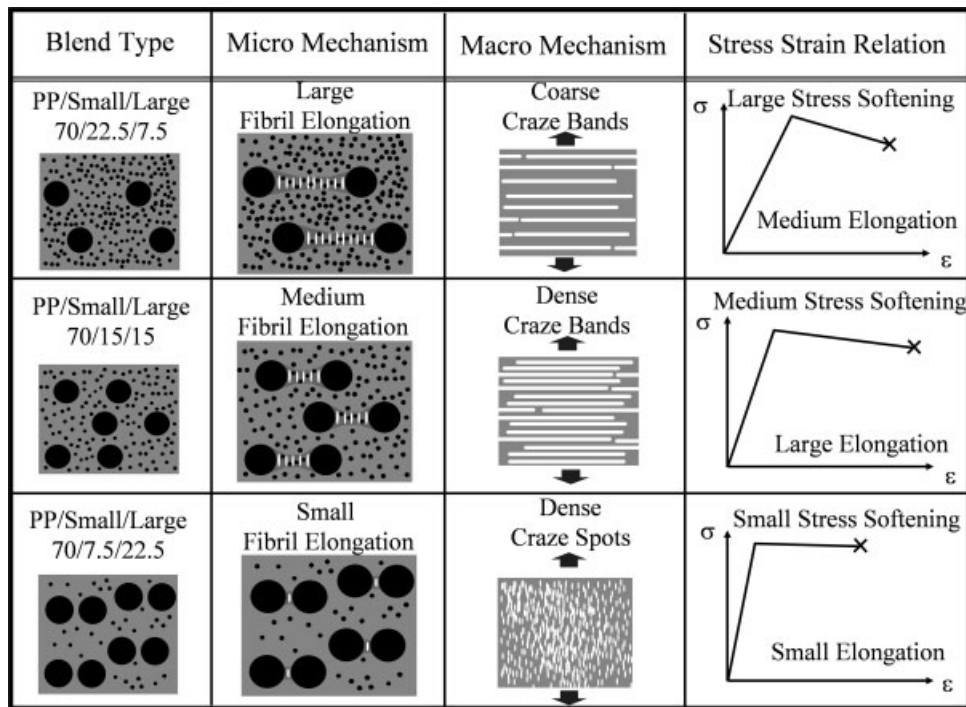 Blend Type
Micro Mechanism
Macro Mechanism
Stress Strain Relation
PP/Small/Large
70/22.5/7.5
Large
Fibril Elongation
Coarse
Craze Bands
σ
Large Stress Softening
Medium Elongation
ε
PP/Small/Large
70/15/15
Medium
Fibril Elongation
Dense
Craze Bands
σ
Medium Stress Softening
Large Elongation
ε
PP/Small/Large
70/7.5/22.5
Small
Fibril Elongation
Dense
Craze Spots
σ
Small Stress Softening
Small Elongation
ε